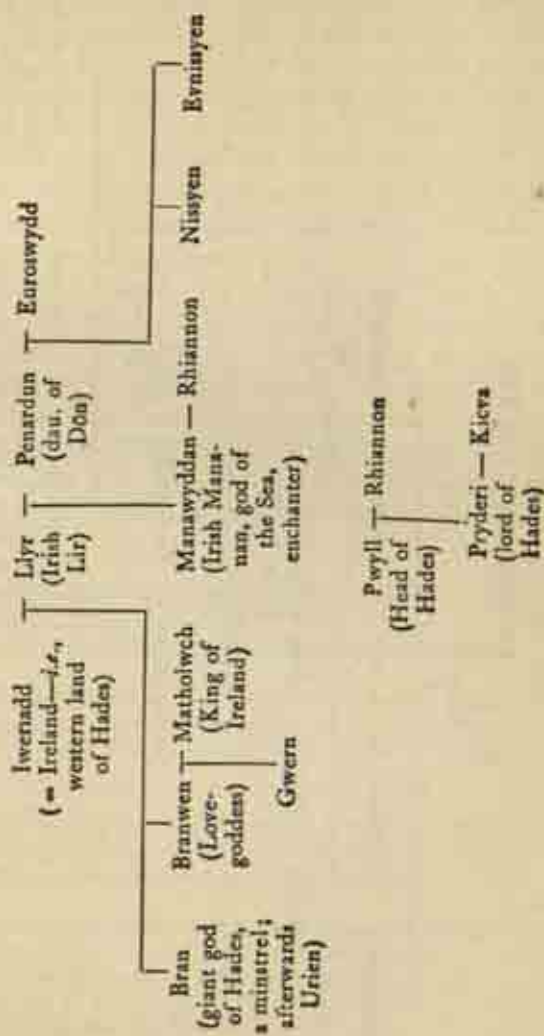 Iwerıadd
(= Ireland—i.e.,
western land
of Hades)
Llyr
(Irish
Lir)
Penardun
(dau. of
Dôn)
Euroswydd
Bran
(giant god
of Hades,
a minstrel;
afterwards
Urien)
Branwen — Matholwch
(Love-
goddess)
(King of
Ireland)
Manawyddan — Rhiannon
(Irish Mana-
nan, god of
the Sea,
enchanter)
Nissyen
Evnissyen
Gwern
Pwyll — Rhiannon
(Head of
Hades)
Pryderi — Kicva
(lord of
Hades)